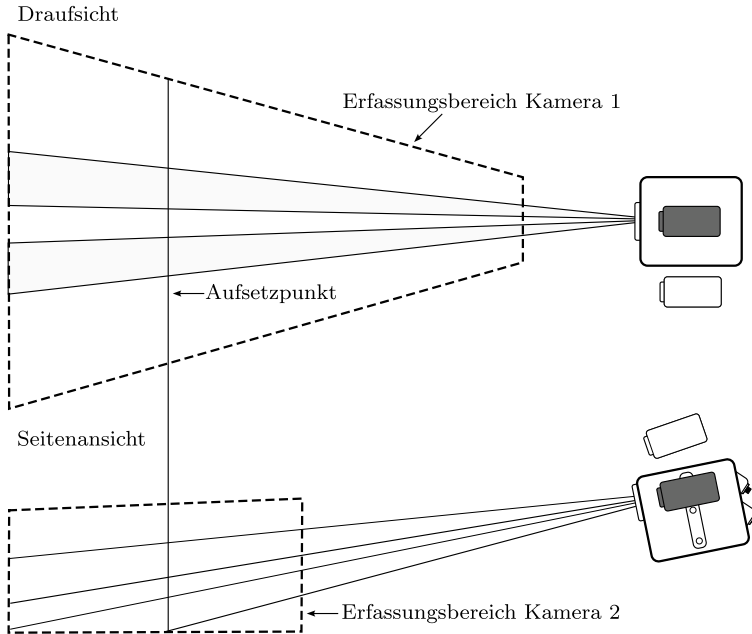 Draufsicht
Erfassungsbereich Kamera 1
Aufsetzpunkt
Seitenansicht
Erfassungsbereich Kamera 2